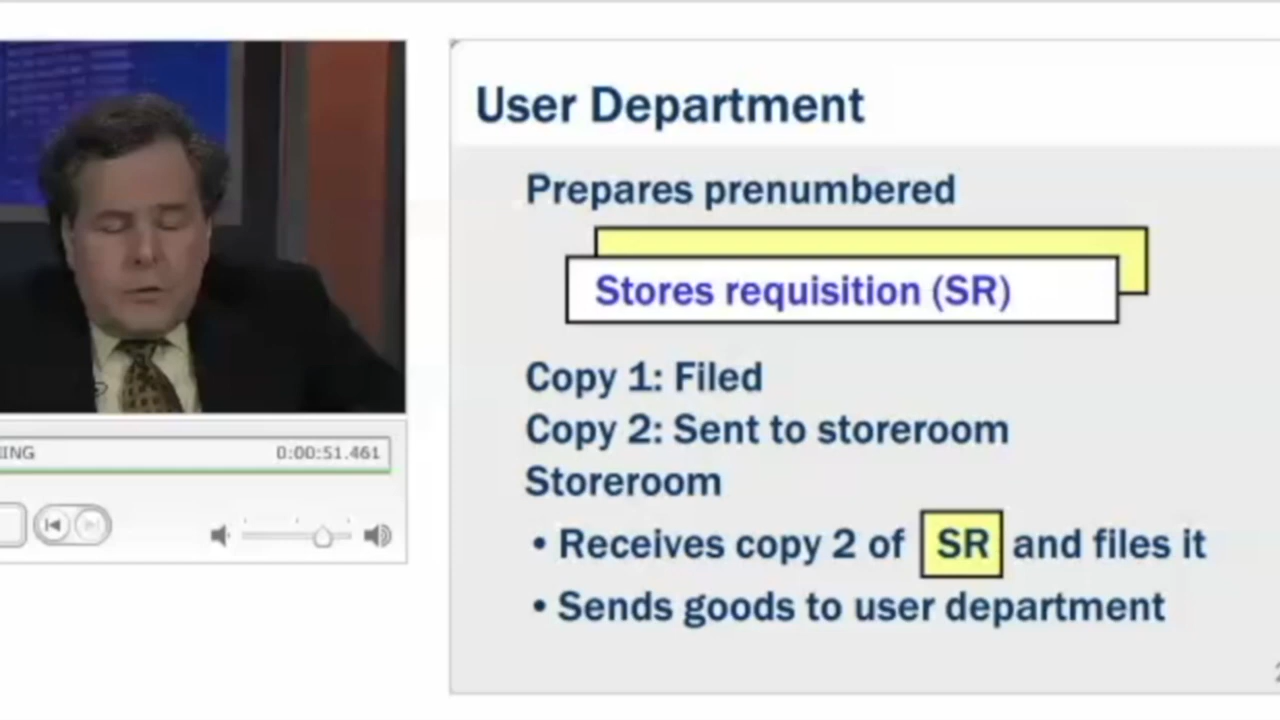 User Department
Prepares prenumbered
Stores requisition (SR)
Copy 1: Filed
Copy 2: Sent to storeroom
Storeroom
• Receives copy 2 of SR and files it
• Sends goods to user department
0:00:51.461